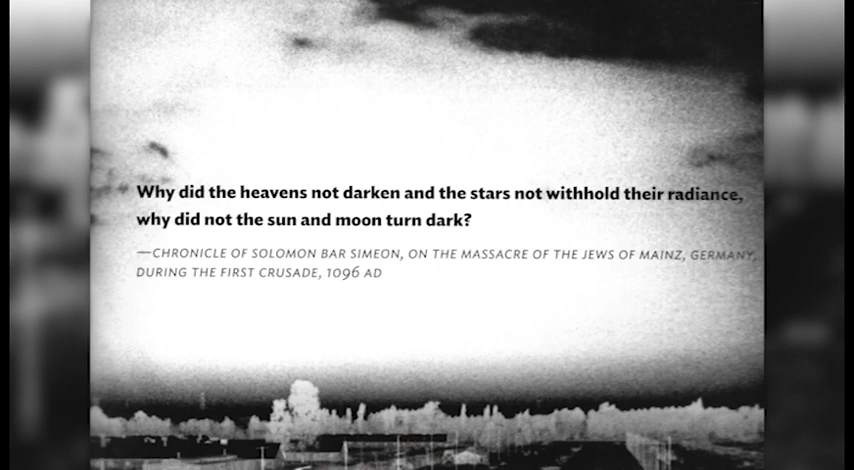 Why did the heavens not darken and the stars not withhold their radiance,
why did not the sun and moon turn dark?
—CHRONICLE OF SOLOMON BAR SIMEON, ON THE MASSACRE OF THE JEWS OF MAINZ, GERMANY,
DURING THE FIRST CRUSADE, 1096 AD